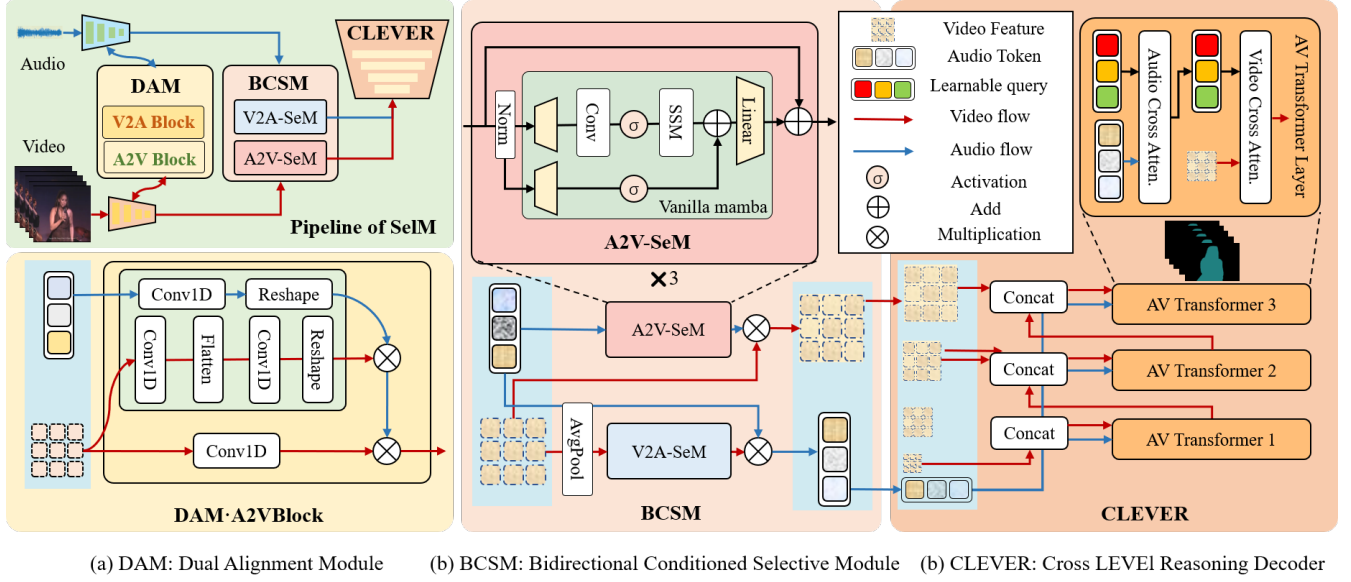 Audio
Video
DAM
V2A Block
A2V Block
BCSM
V2A-SeM
A2V-SeM
CLEVER
Pipeline of SelM
Conv1D
Reshape
Conv1D
Flatten
Conv1D
Reshape
Conv1D
DAM·A2VBlock
Norm
Conv
σ
SSM
Linear
σ
Vanilla mamba
A2V-SeM
×3
A2V-SeM
AvgPool
V2A-SeM
BCSM
Video Feature
Audio Token
Learnable query
Video flow
Audio flow
σ
Activation
Add
Multiplication
Audio Cross Atten.
Video Cross Atten.
AV Transformer Layer
Concat
AV Transformer 3
Concat
AV Transformer 2
Concat
AV Transformer 1
CLEVER
(a) DAM: Dual Alignment Module
(b) BCSM: Bidirectional Conditioned Selective Module
(b) CLEVER: Cross LEVEl Reasoning Decoder